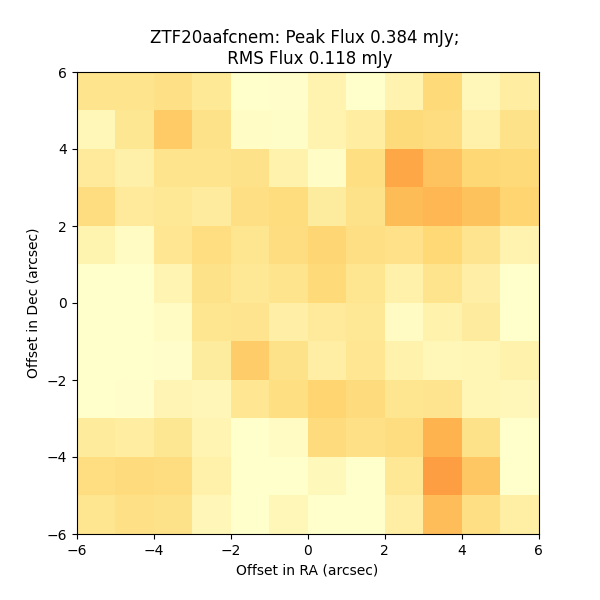 ZTF20aafcnem: Peak Flux 0.384 mJy;
RMS Flux 0.118 mJy
6
4
2
0
−2
−4
−6
Offset in Dec (arcsec)
−6 −4 −2 0 2 4 6
Offset in RA (arcsec)